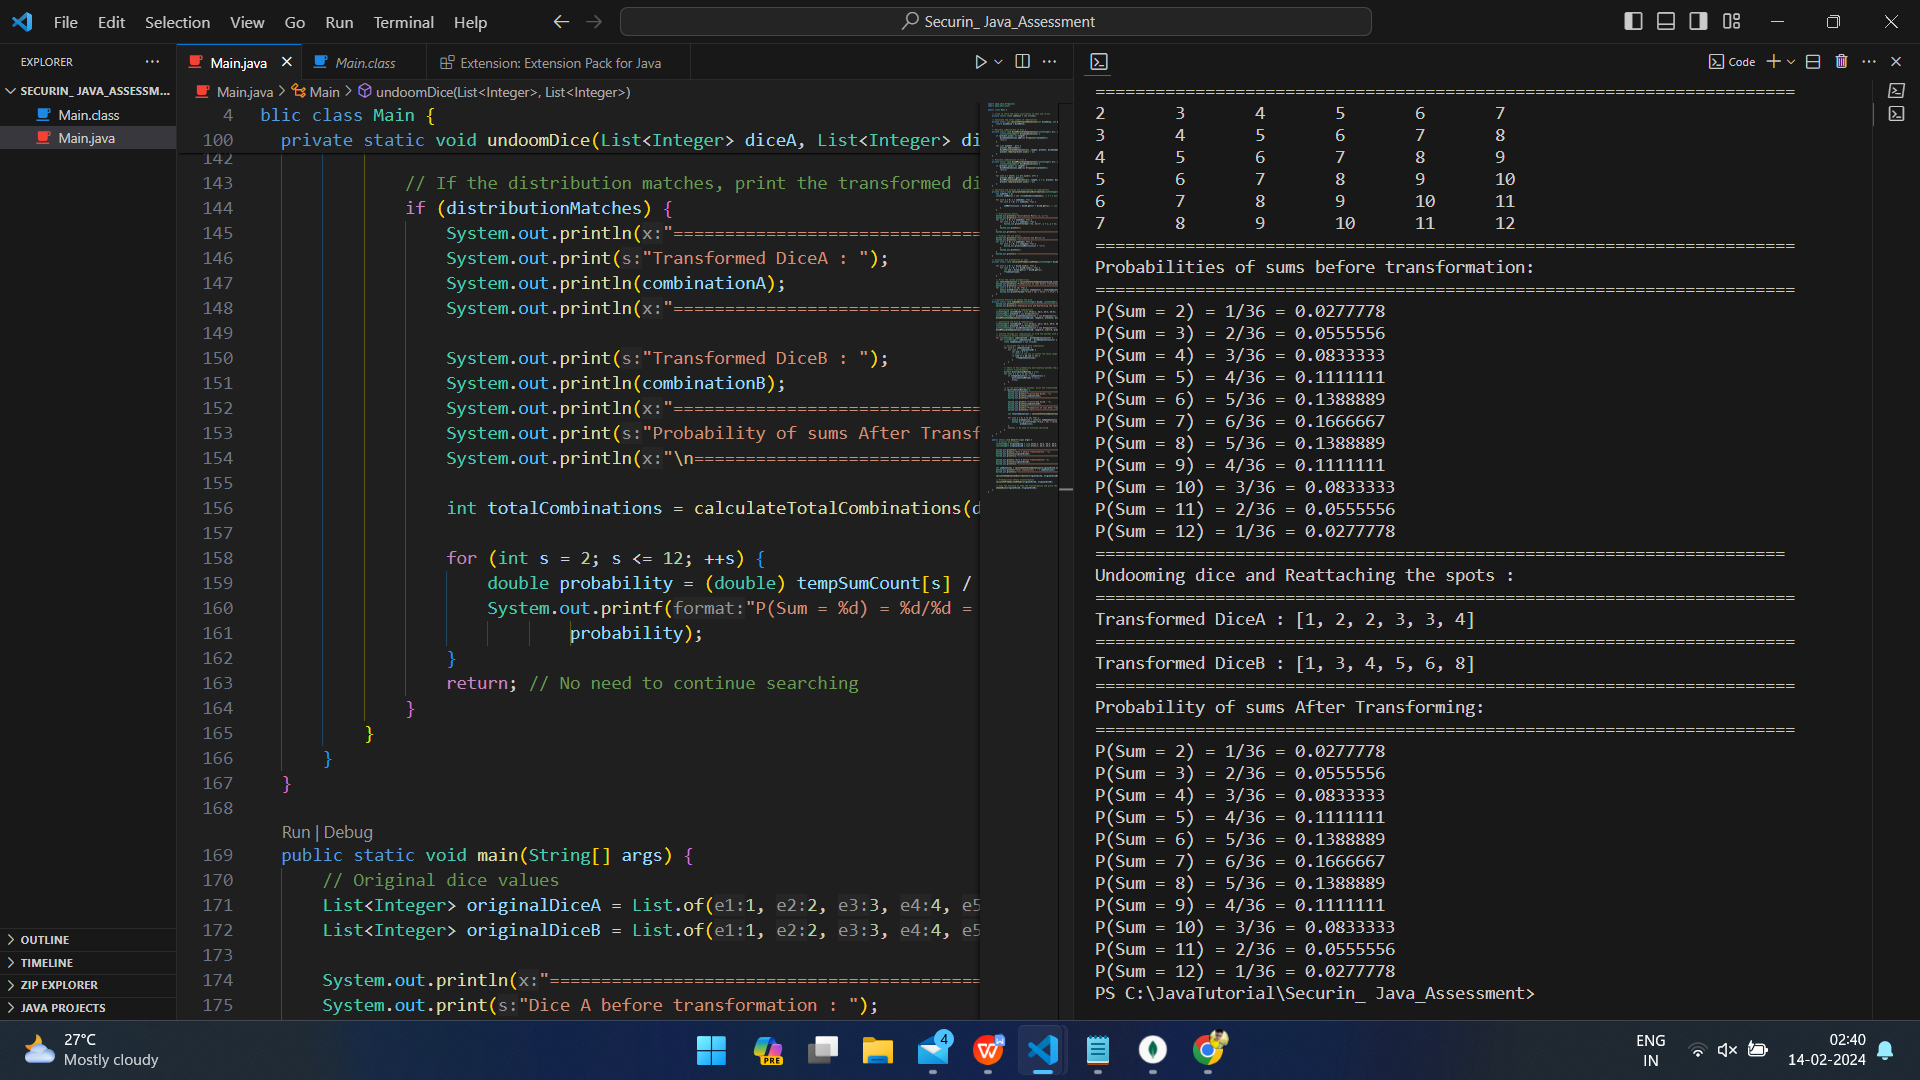 File Edit Selection View Go Run Terminal Help
Securin_ Java_Assessment
EXPLORER
SECURIN_ JAVA_ASSESSM...
Main.class
Main.java
OUTLINE
TIMELINE
ZIP EXPLORER
JAVA PROJECTS
Main.java Main.class Extension: Extension Pack for Java
Main.java > Main > undoomDice(List<Integer>, List<Integer>)
4 blic class Main {
100 private static void undoomDice(List<Integer> diceA, List<Integer> di
142
143 // If the distribution matches, print the transformed di
144 if (distributionMatches) {
145 System.out.println(x:"==============================
146 System.out.print(s:"Transformed DiceA : ");
147 System.out.println(combinationA);
148 System.out.println(x:"==============================
149
150 System.out.print(s:"Transformed DiceB : ");
151 System.out.println(combinationB);
152 System.out.println(x:"==============================
153 System.out.print(s:"Probability of sums After Transf
154 System.out.println(x:"\n============================
155
156 int totalCombinations = calculateTotalCombinations(d
157
158 for (int s = 2; s <= 12; ++s) {
159 double probability = (double) tempSumCount[s] /
160 System.out.printf(format:"P(Sum = %d) = %d/%d =
161 probability);
162 }
163 return; // No need to continue searching
164 }
165 }
166 }
167 }
168
Run | Debug
169 public static void main(String[] args) {
170 // Original dice values
171 List<Integer> originalDiceA = List.of(e1:1, e2:2, e3:3, e4:4, e5
172 List<Integer> originalDiceB = List.of(e1:1, e2:2, e3:3, e4:4, e5
173
174 System.out.println(x:"==========================================
175 System.out.print(s:"Dice A before transformation : ");
Code
======================================================================
2 3 4 5 6 7
3 4 5 6 7 8
4 5 6 7 8 9
5 6 7 8 9 10
6 7 8 9 10 11
7 8 9 10 11 12
======================================================================
Probabilities of sums before transformation:
======================================================================
P(Sum = 2) = 1/36 = 0.0277778
P(Sum = 3) = 2/36 = 0.0555556
P(Sum = 4) = 3/36 = 0.0833333
P(Sum = 5) = 4/36 = 0.1111111
P(Sum = 6) = 5/36 = 0.1388889
P(Sum = 7) = 6/36 = 0.1666667
P(Sum = 8) = 5/36 = 0.1388889
P(Sum = 9) = 4/36 = 0.1111111
P(Sum = 10) = 3/36 = 0.0833333
P(Sum = 11) = 2/36 = 0.0555556
P(Sum = 12) = 1/36 = 0.0277778
=====================================================================
Undooming dice and Reattaching the spots :
======================================================================
Transformed DiceA : [1, 2, 2, 3, 3, 4]
======================================================================
Transformed DiceB : [1, 3, 4, 5, 6, 8]
======================================================================
Probability of sums After Transforming:
======================================================================
P(Sum = 2) = 1/36 = 0.0277778
P(Sum = 3) = 2/36 = 0.0555556
P(Sum = 4) = 3/36 = 0.0833333
P(Sum = 5) = 4/36 = 0.1111111
P(Sum = 6) = 5/36 = 0.1388889
P(Sum = 7) = 6/36 = 0.1666667
P(Sum = 8) = 5/36 = 0.1388889
P(Sum = 9) = 4/36 = 0.1111111
P(Sum = 10) = 3/36 = 0.0833333
P(Sum = 11) = 2/36 = 0.0555556
P(Sum = 12) = 1/36 = 0.0277778
PS C:\JavaTutorial\Securin_ Java_Assessment>
27°C
Mostly cloudy
PRE
4
W
ENG
IN
02:40
14-02-2024